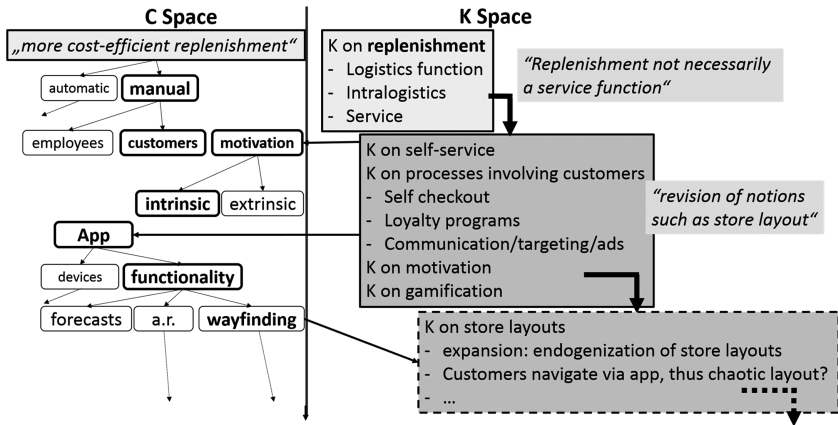 C Space
„more cost-efficient replenishment“
automatic
manual
employees
customers
motivation
intrinsic
extrinsic
App
devices
functionality
forecasts
a.r.
wayfinding
K Space
K on replenishment
- Logistics function
- Intralogistics
- Service
“Replenishment not necessarily
a service function“
K on self-service
K on processes involving customers
- Self checkout
- Loyalty programs
- Communication/targeting/ads
K on motivation
K on gamification
“revision of notions
such as store layout“
K on store layouts
- expansion: endogenization of store layouts
- Customers navigate via app, thus chaotic layout?
- ...